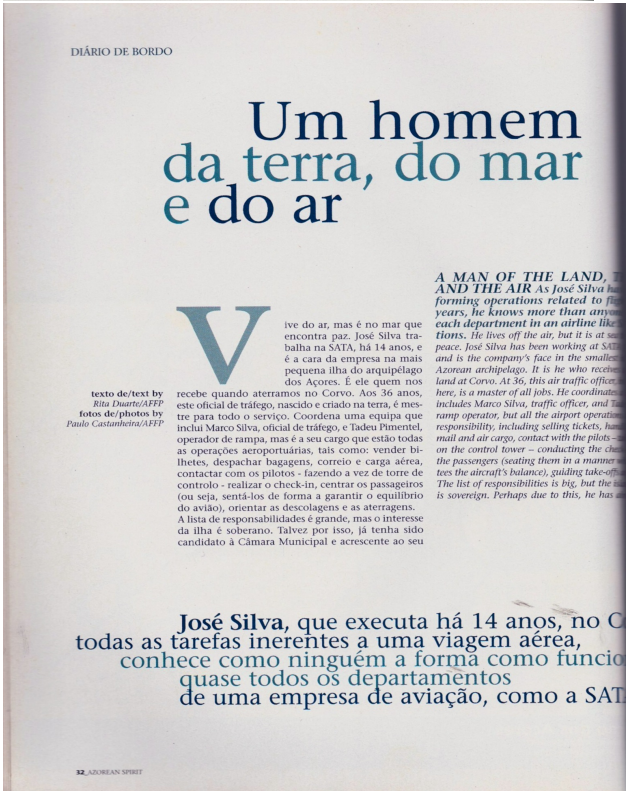 DIÁRIO DE BORDO
Um homem
da terra, do mar
e do ar
texto de/text by
Rita Duarte/AFFP
fotos de/photos by
Paulo Castanheira/AFFP
Vive do ar, mas é no mar que
encontra paz. José Silva tra-
balha na SATA, há 14 anos, e
é a cara da empresa na mais
pequena ilha do arquipélago
dos Açores. É ele quem nos
recebe quando aterramos no Corvo. Aos 36 anos,
este oficial de tráfego, nascido e criado na terra, é mes-
tre para todo o serviço. Coordena uma equipa que
inclui Marco Silva, oficial de tráfego, e Tadeu Pimentel,
operador de rampa, mas é a seu cargo que estão todas
as operações aeroportuárias, tais como: vender bi-
lhetes, despachar bagagens, correio e carga aérea,
contactar com os pilotos - fazendo a vez de torre de
controlo - realizar o check-in, centrar os passageiros
(ou seja, sentá-los de forma a garantir o equilíbrio
do avião), orientar as descolagens e as aterragens.
A lista de responsabilidades é grande, mas o interesse
da ilha é soberano. Talvez por isso, já tenha sido
candidato à Câmara Municipal e acrescente ao seu
A MAN OF THE LAND,
AND THE AIR As José Silva
forming operations related to
years, he knows more than
each department in an airline like
tions. He lives off the air, but it is at
peace. José Silva has been working at
and is the company's face in the
Azorean archipelago. It is he who
land at Corvo. At 36, this air traffic
here, is a master of all jobs. He coordinates
includes Marco Silva, traffic officer, and
ramp operator, but all the airport
responsibility, including selling tickets,
mail and air cargo, contact with the pilots –
on the control tower – conducting the
the passengers (seating them in a manner
tees the aircraft's balance), guiding
The list of responsibilities is big, but the
is sovereign. Perhaps due to this, he has
José Silva, que executa há 14 anos, no
todas as tarefas inerentes a uma viagem aérea,
conhece como ninguém a forma como
quase todos os departamentos
de uma empresa de aviação, como a
32_AZOREAN SPIRIT